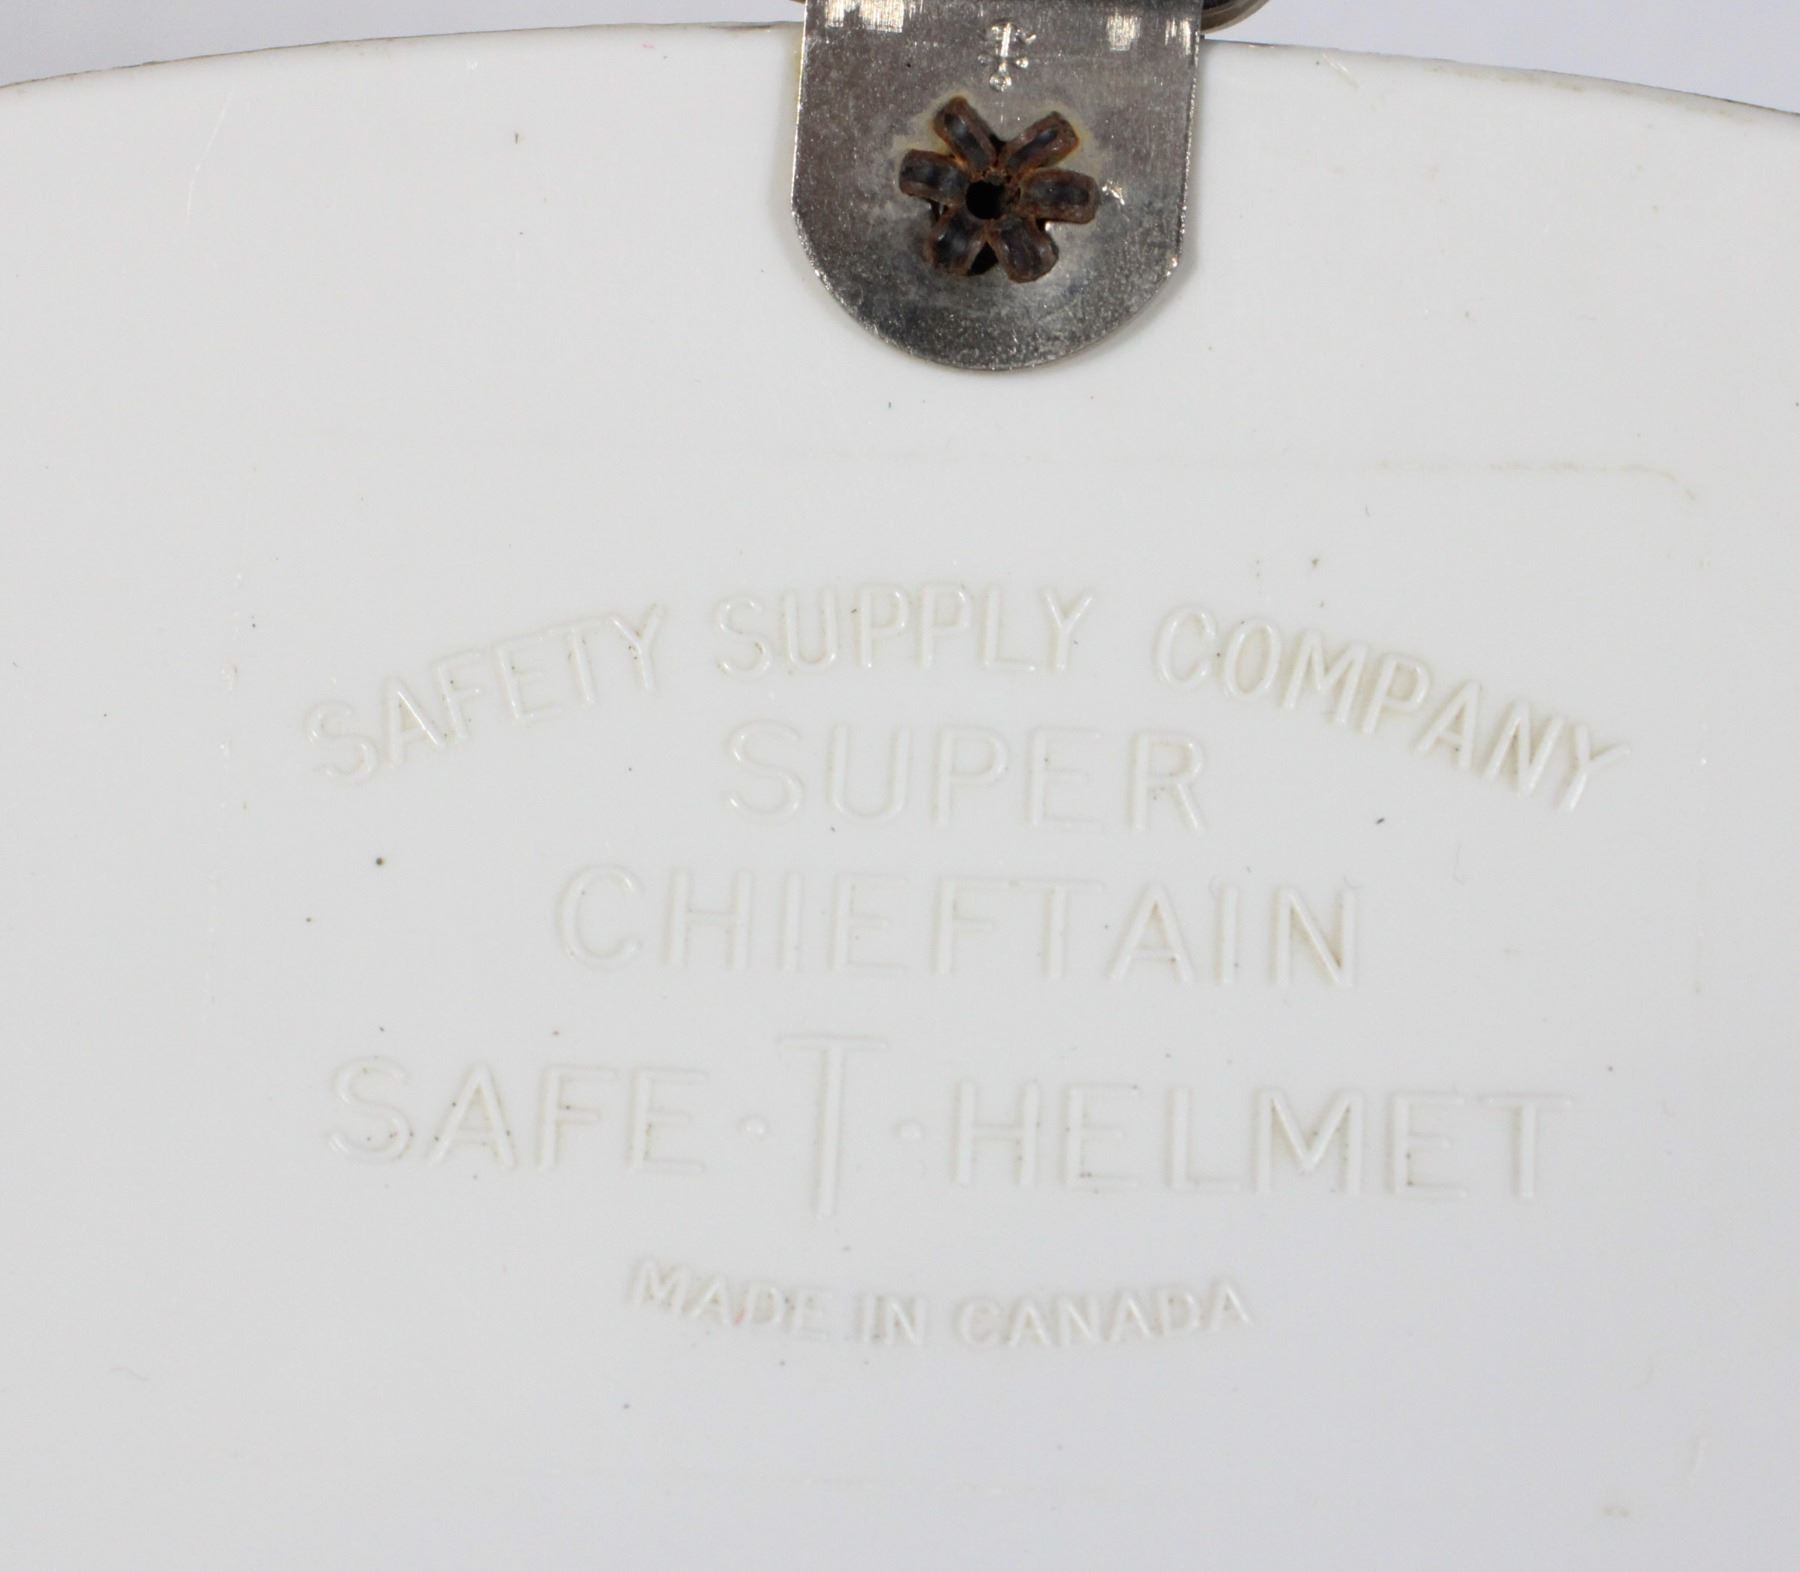 SAFETY SUPPLY COMPANY
SUPER
CHIEFTAIN
SAFE·T·HELMET
MADE IN CANADA